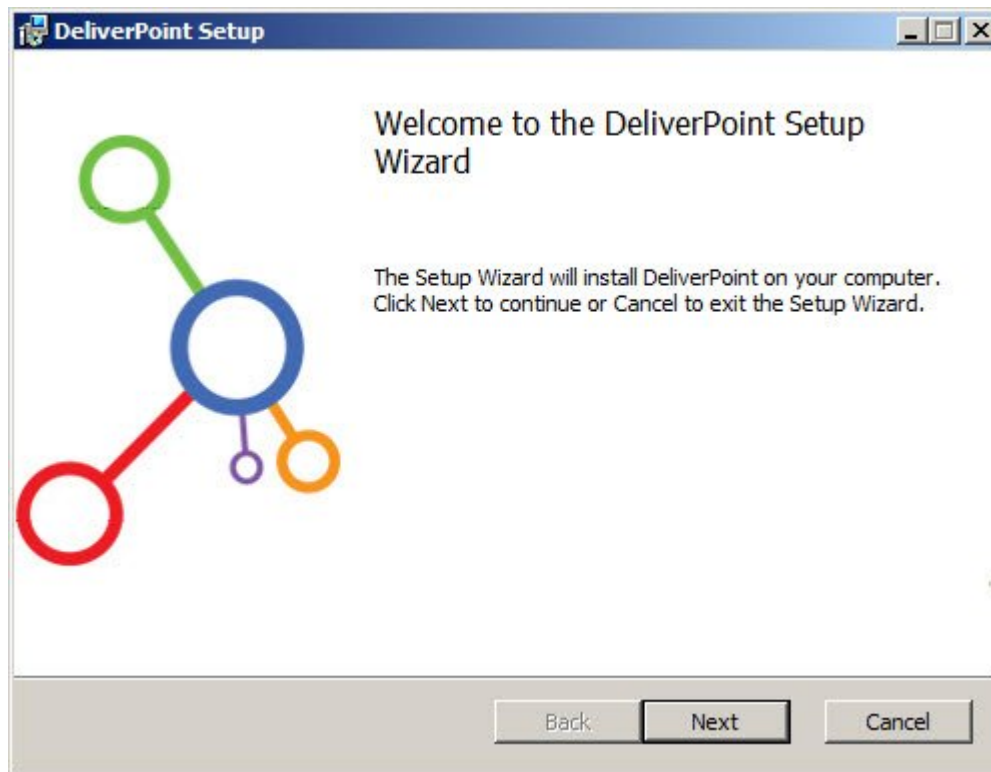 DeliverPoint Setup
Welcome to the DeliverPoint Setup
Wizard
The Setup Wizard will install DeliverPoint on your computer.
Click Next to continue or Cancel to exit the Setup Wizard.
Back
Next
Cancel